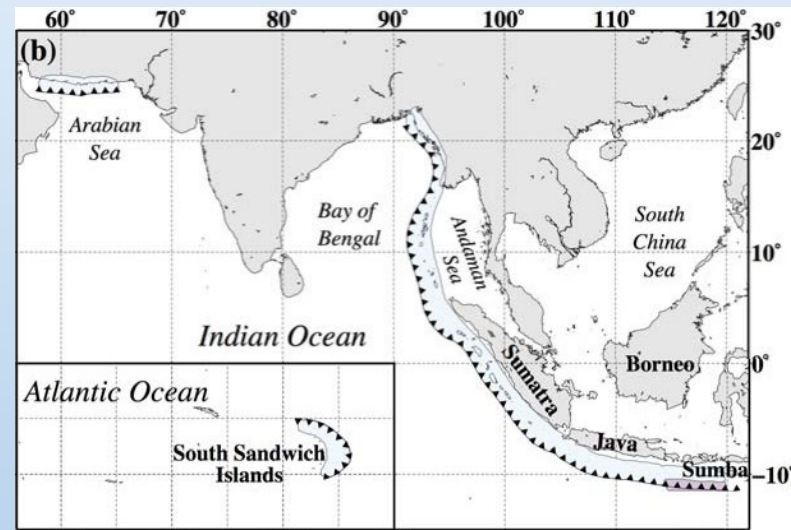 60° 70° 80° 90° 100° 110° 120°
(b)
30°
Arabian
Sea
20°
Bay of
Bengal
Andaman
Sea
South
China
Sea
10°
Indian Ocean
Sumatra
Borneo
0°
Atlantic Ocean
South Sandwich
Islands
Java
Sumba
-10°